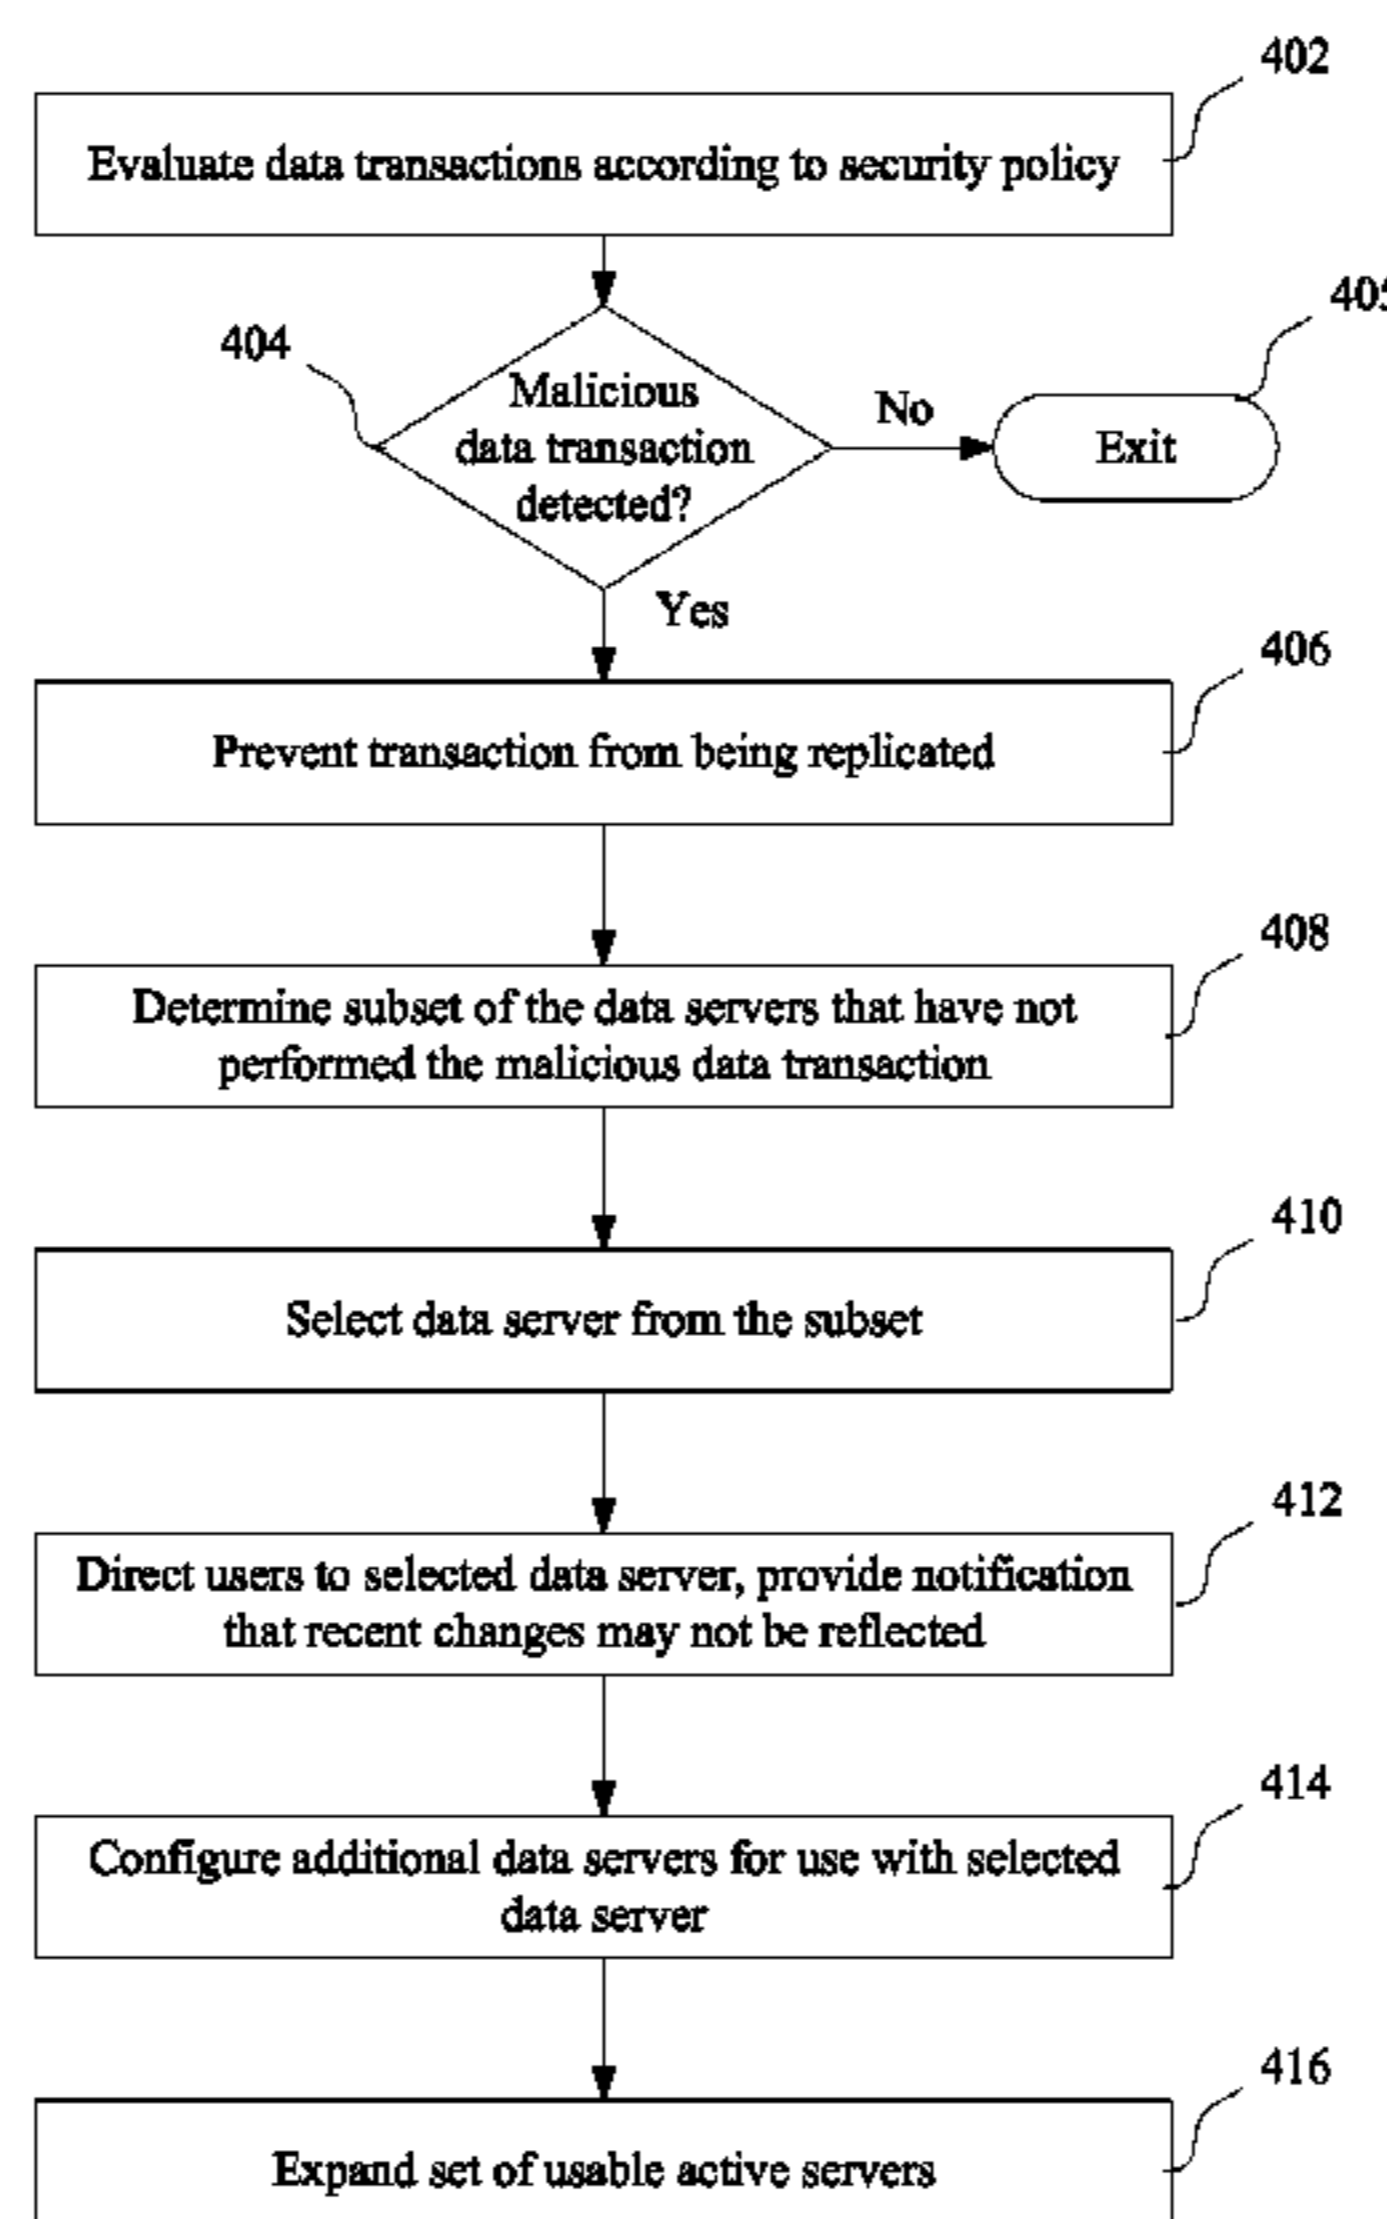 402
Evaluate data transactions according to security policy
404
Malicious
data transaction
detected?
No
Exit
Yes
406
Prevent transaction from being replicated
408
Determine subset of the data servers that have not
performed the malicious data transaction
410
Select data server from the subset
412
Direct users to selected data server, provide notification
that recent changes may not be reflected
414
Configure additional data servers for use with selected
data server
416
Expand set of usable active servers